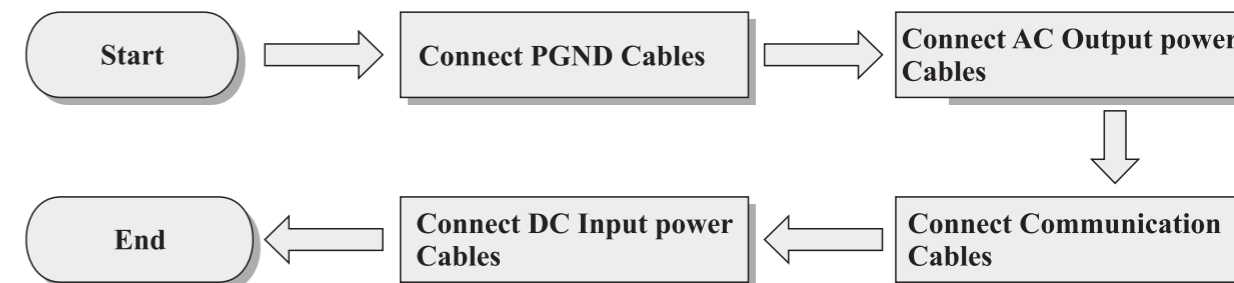 Start
Connect PGND Cables
Connect AC Output power
Cables
Connect Communication
Cables
Connect DC Input power
Cables
End